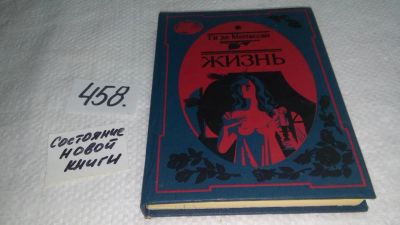 458.
Состояние
новой
книги
Ги де Мопассан
ЖИЗНЬ